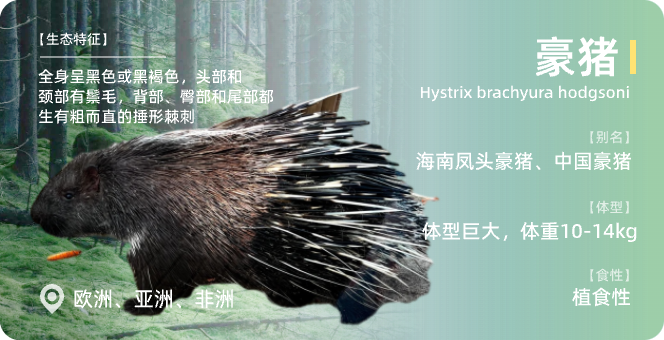 【生态特征】
全身呈黑色或黑褐色，头部和
颈部有鬃毛，背部、臀部和尾部都
生有粗而直的捶形棘刺
豪猪
Hystrix brachyura hodgsoni
【别名】
海南凤头豪猪、中国豪猪
【体型】
体型巨大，体重10-14kg
【食性】
植食性
欧洲、亚洲、非洲